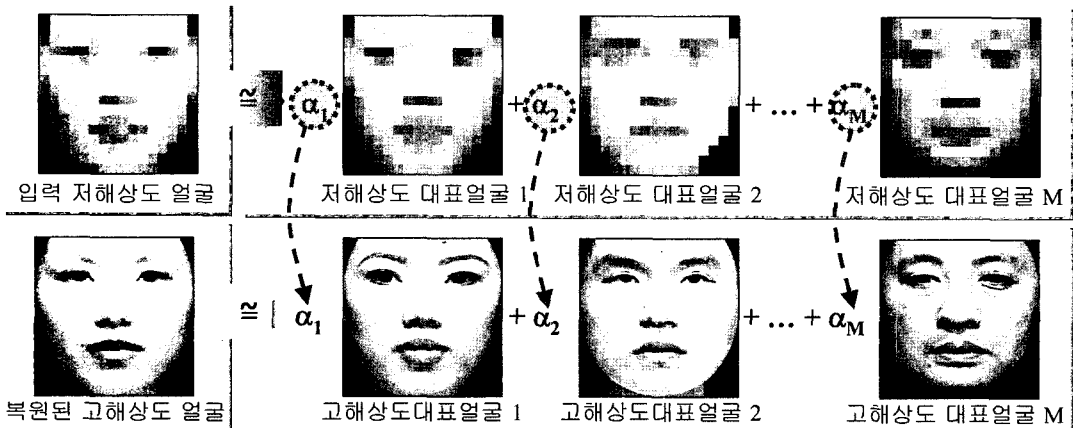 ≅ α₁ + α₂ + ... + α_M
입력 저해상도 얼굴 저해상도 대표얼굴 1 저해상도 대표얼굴 2 저해상도 대표얼굴 M
≅ α₁ + α₂ + ... + α_M
복원된 고해상도 얼굴 고해상도대표얼굴 1 고해상도대표얼굴 2 고해상도 대표얼굴 M